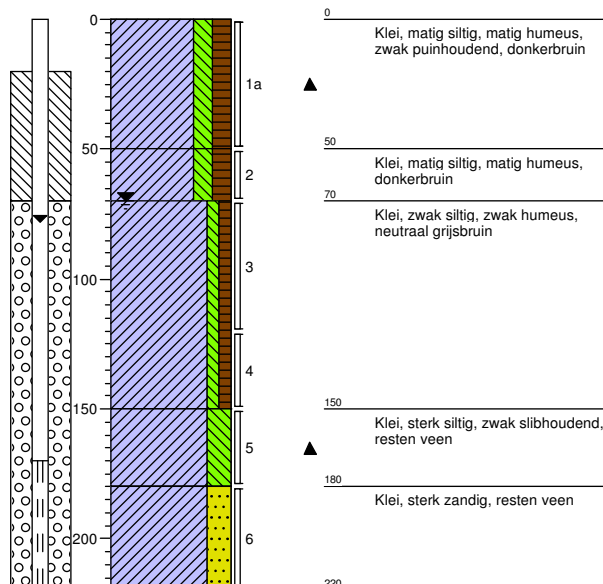 0
0
Klei, matig siltig, matig humeus,
zwak puinhoudend, donkerbruin
1a
50
50
Klei, matig siltig, matig humeus,
donkerbruin
2
70
Klei, zwak siltig, zwak humeus,
neutraal grijsbruin
3
100
4
150
150
Klei, sterk siltig, zwak slibhoudend,
resten veen
5
180
Klei, sterk zandig, resten veen
200
6
220